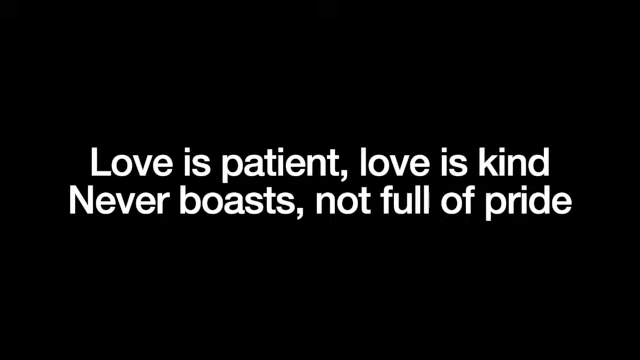 Love is patient, love is kind
Never boasts, not full of pride